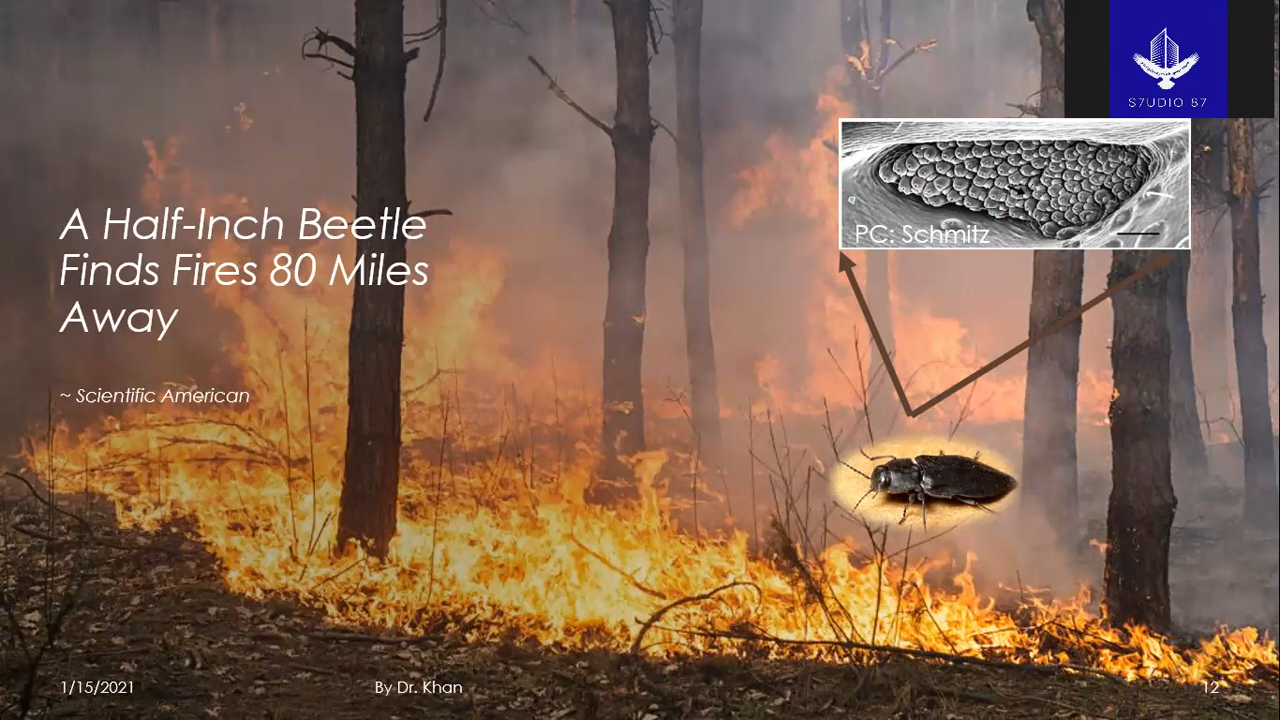 S7UDIO 87
A Half-Inch Beetle
Finds Fires 80 Miles
Away
PC: Schmitz
~ Scientific American
1/15/2021
By Dr. Khan
12